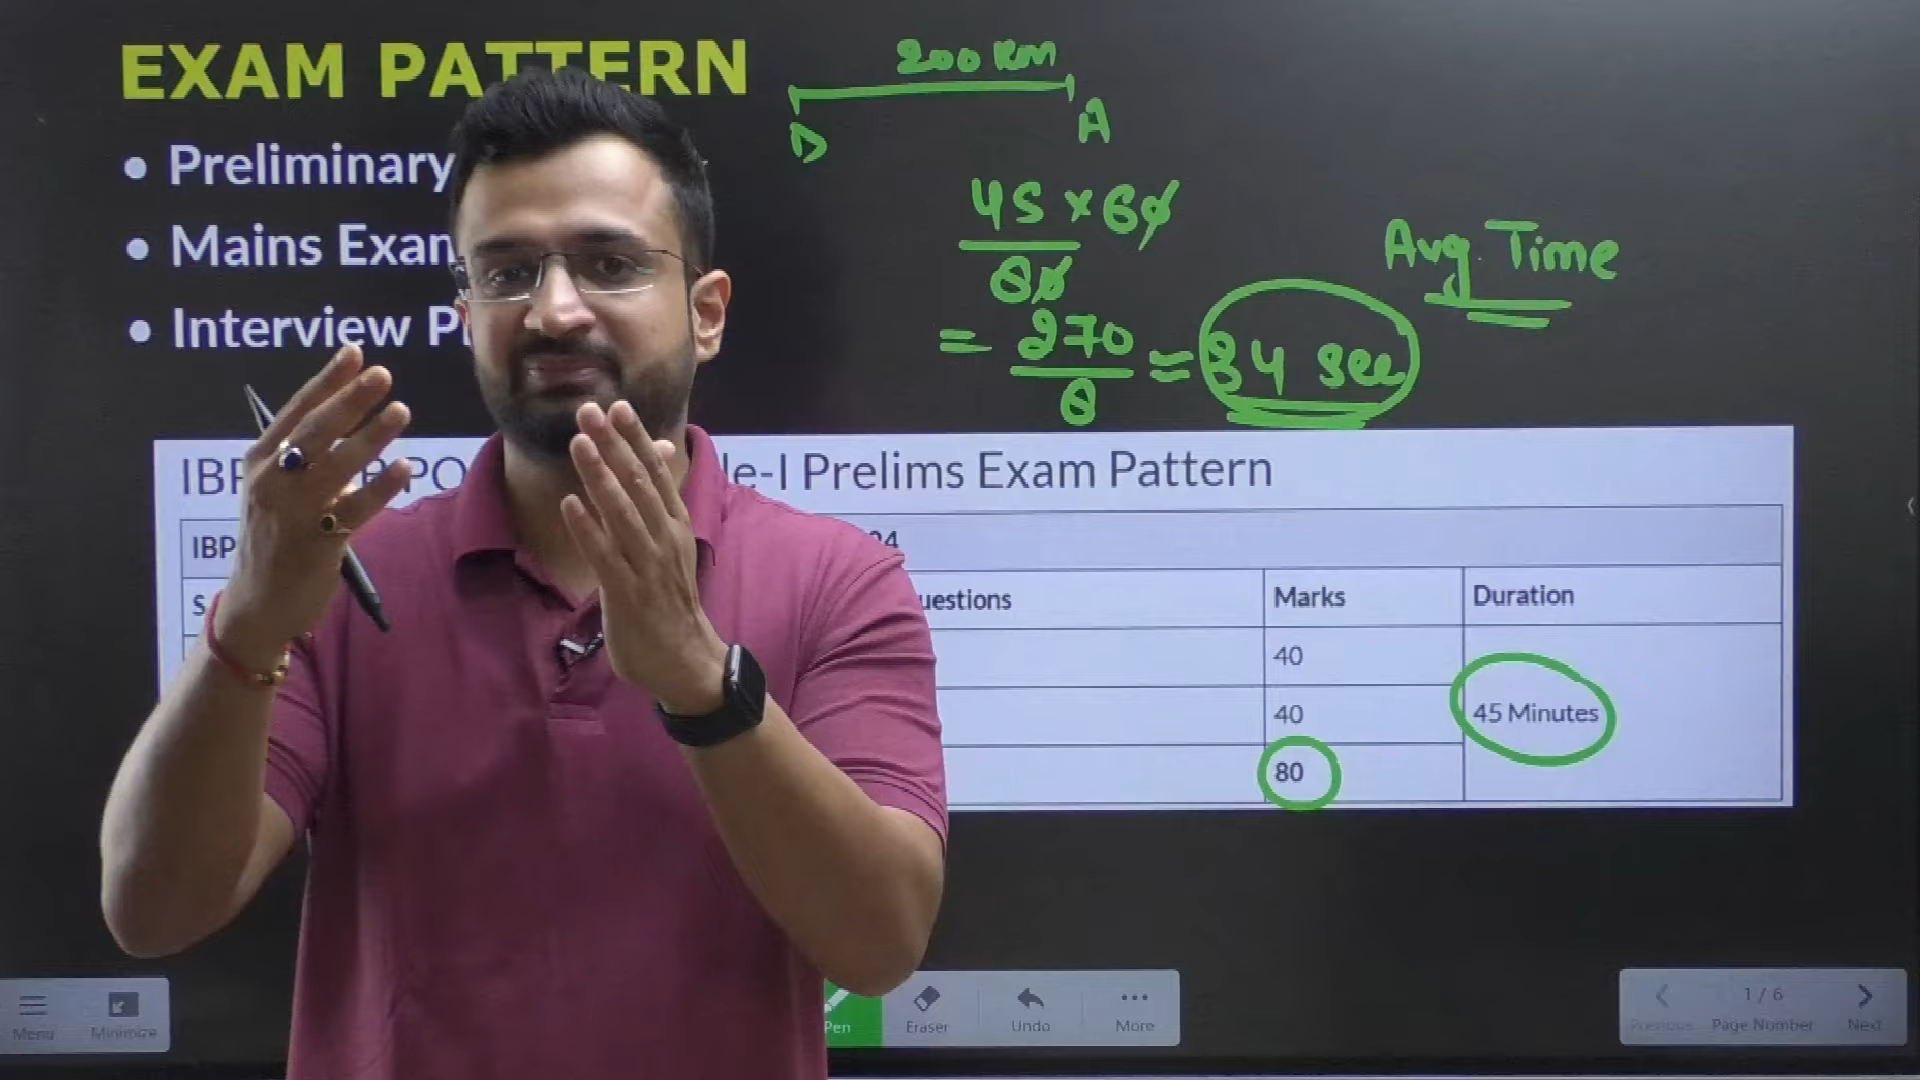 EXAM PATTERN
200 km
D
A
• Preliminary
• Mains Exam
• Interview P
45 × 60
80
= 270 = 34 sec
8
Avg. Time
Scale-I Prelims Exam Pattern
IBP
24
S
Questions
Marks
Duration
40
40
45 Minutes
80
Menu
Minimize
Pen
Eraser
Undo
More
Previous
1 / 6
Page Number
Next